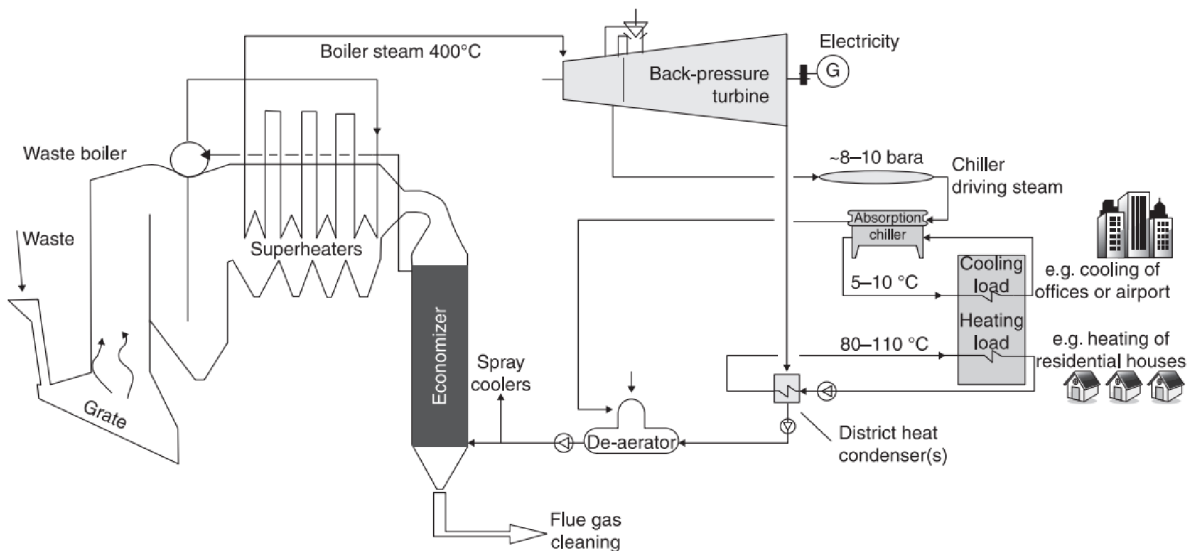 Boiler steam 400°C
Electricity
G
Back-pressure
turbine
Waste boiler
~8–10 bara
Chiller
driving steam
Waste
Superheaters
Absorption
chiller
Cooling
load
5–10 °C
e.g. cooling of
offices or airport
Heating
load
80–110 °C
e.g. heating of
residential houses
Economizer
Spray
coolers
Grate
De-aerator
District heat
condenser(s)
Flue gas
cleaning